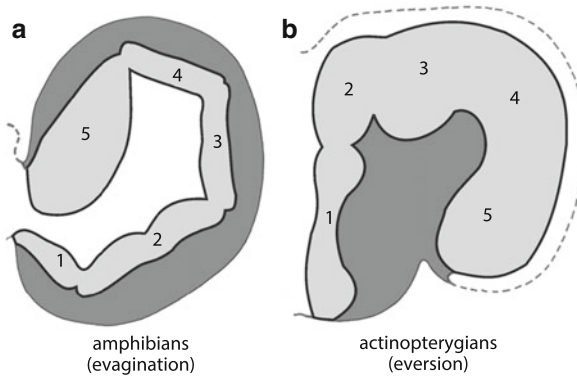 a
4
5
3
2
1
amphibians
(evagination)
b
3
2
4
1
5
actinopterygians
(eversion)